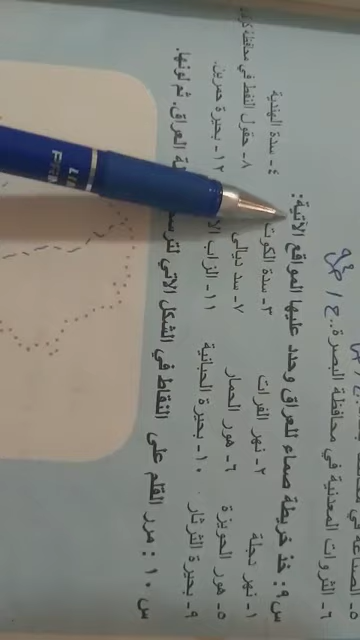 ٥- الصناعة في
٦- الثروات المعدنية في محافظة البصرة. ج /
س ٩ : خذ خريطة صماء للعراق وحدد عليها المواقع الآتية:
١- نهر دجلة ٢- نهر الفرات ٣- سدة الكوت ٤- سدة الهندية
٥- هور الحويزة ٦- هور الحمار ٧- سد ديالى ٨- حقول النفط في محافظة
٩- بحيرة الثرثار ١٠- بحيرة الحبانية ١١- الزاب ١٢- بحيرة حمرين.
س ١٠ : مرر القلم على النقاط في الشكل الآتي لترسم العراق. ثم لونها.